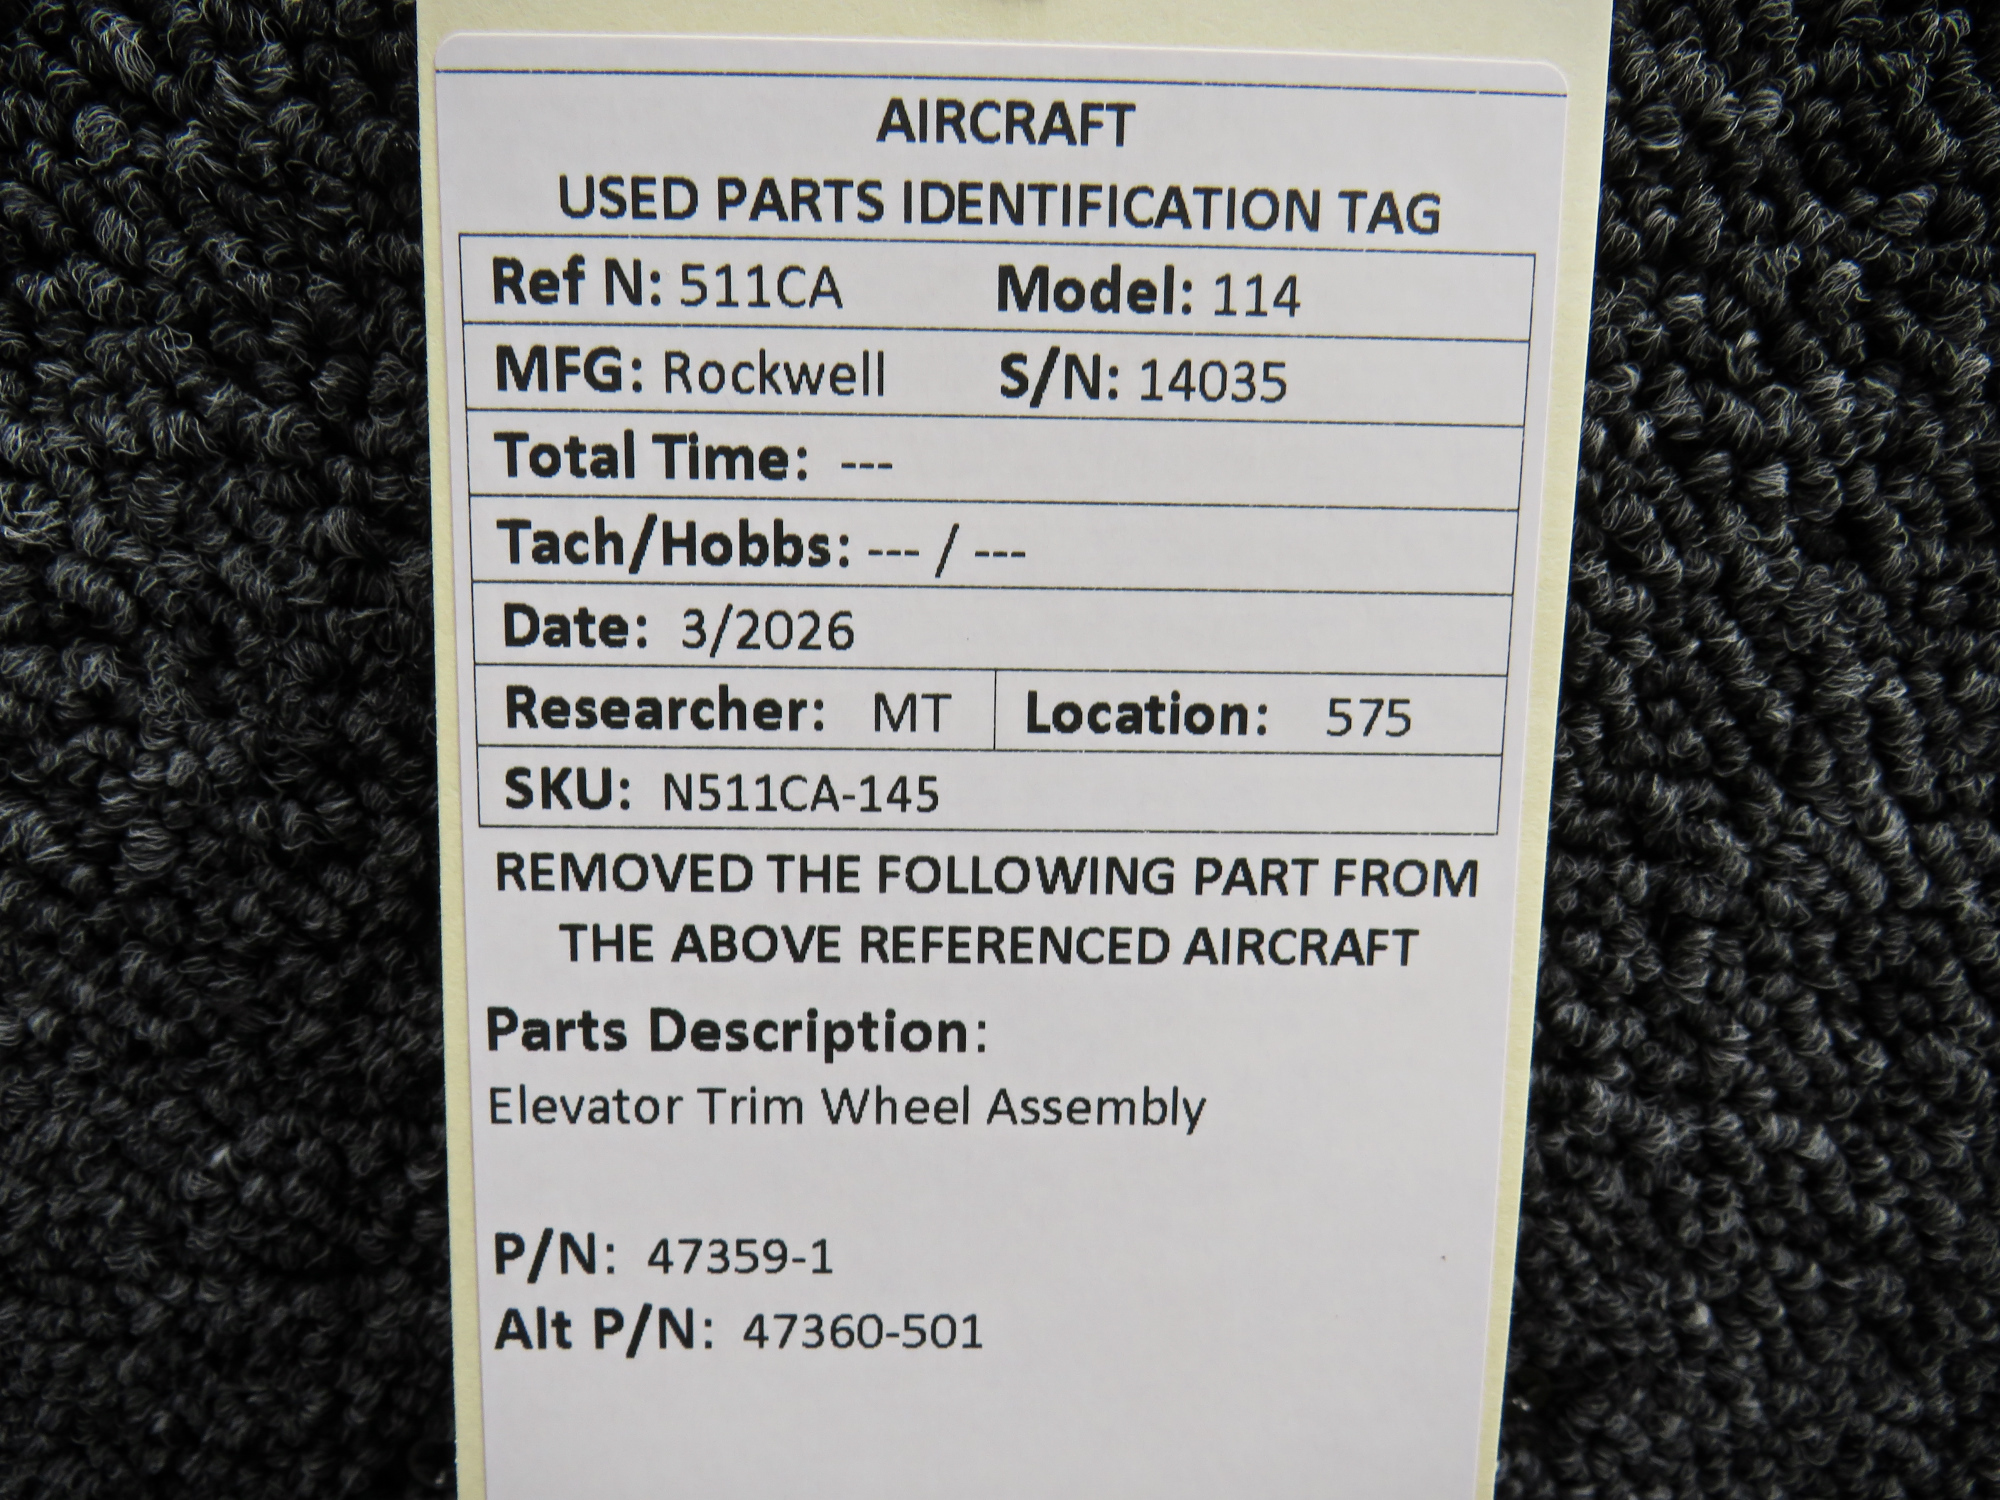 AIRCRAFT
USED PARTS IDENTIFICATION TAG
Ref N: 511CA Model: 114
MFG: Rockwell S/N: 14035
Total Time: ---
Tach/Hobbs: --- / ---
Date: 3/2026
Researcher: MT Location: 575
SKU: N511CA-145
REMOVED THE FOLLOWING PART FROM
THE ABOVE REFERENCED AIRCRAFT
Parts Description:
Elevator Trim Wheel Assembly
P/N: 47359-1
Alt P/N: 47360-501